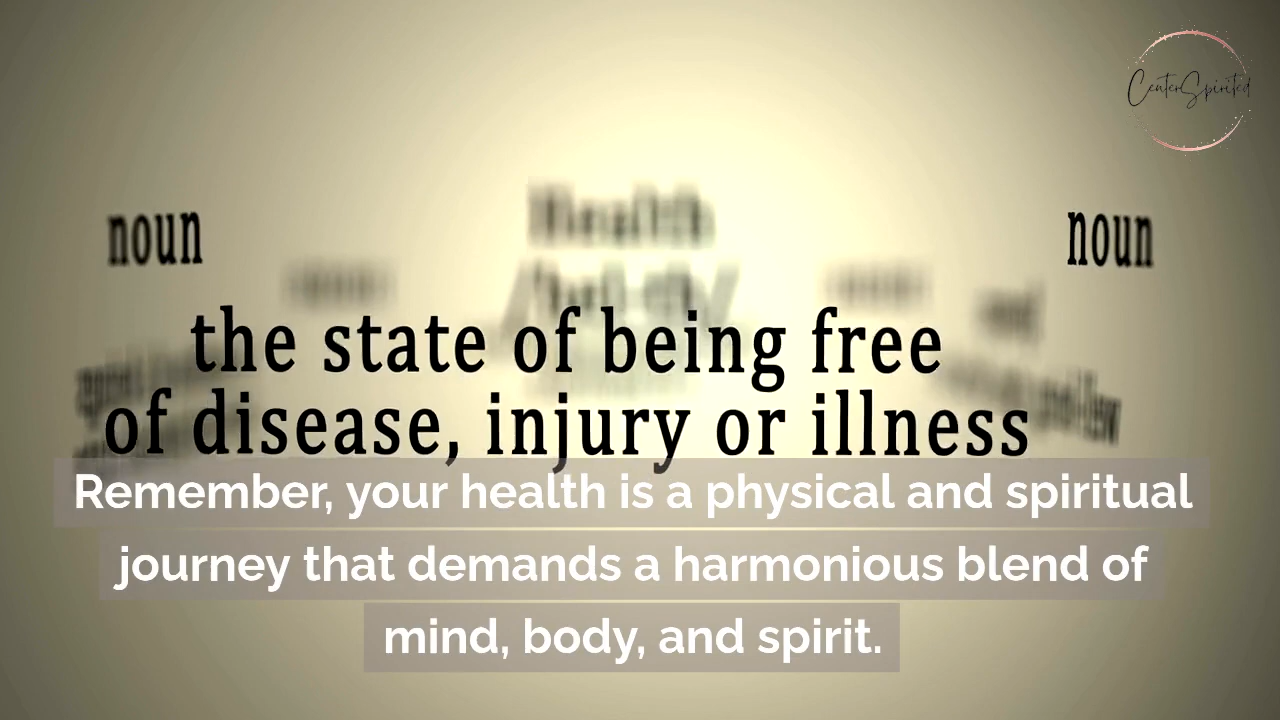 CenterSpirited
Health
noun
noun
the state of being free
of disease, injury or illness
Remember, your health is a physical and spiritual
journey that demands a harmonious blend of
mind, body, and spirit.